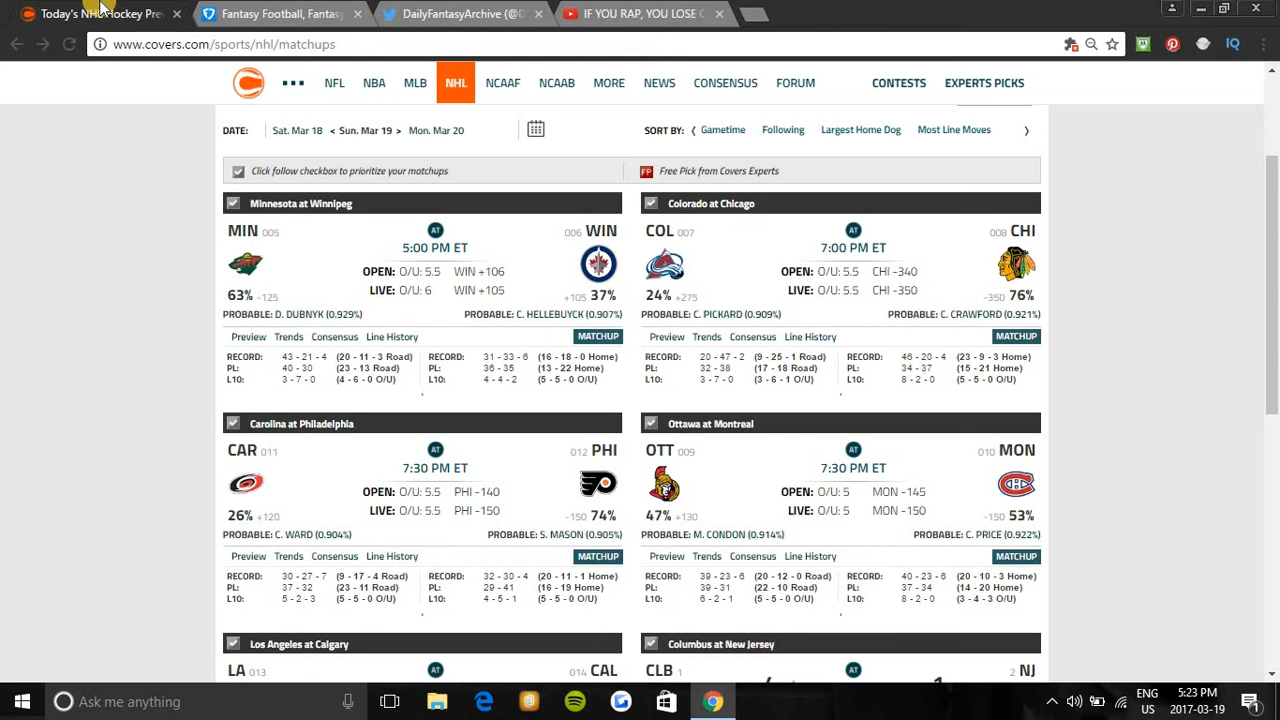 Today's NHL Hockey Pre
Fantasy Football, Fantasy
DailyFantasyArchive (@D
IF YOU RAP, YOU LOSE C
www.covers.com/sports/nhl/matchups
IQ
NFL NBA MLB NHL NCAAF NCAAB MORE NEWS CONSENSUS FORUM CONTESTS EXPERTS PICKS
DATE: Sat. Mar 18 < Sun. Mar 19 > Mon. Mar 20
SORT BY: Gametime Following Largest Home Dog Most Line Moves
Click follow checkbox to prioritize your matchups
FP Free Pick from Covers Experts
Minnesota at Winnipeg
MIN 005 AT 006 WIN
5:00 PM ET
OPEN: O/U: 5.5 WIN +106
LIVE: O/U: 6 WIN +105
63% -125 +105 37%
PROBABLE: D. DUBNYK (0.929%) PROBABLE: C. HELLEBUYCK (0.907%)
Preview Trends Consensus Line History MATCHUP
RECORD: 43 - 21 - 4 (20 - 11 - 3 Road) RECORD: 31 - 33 - 6 (16 - 18 - 0 Home)
PL: 40 - 30 (23 - 13 Road) PL: 36 - 35 (13 - 22 Home)
L10: 3 - 7 - 0 (4 - 6 - 0 O/U) L10: 4 - 4 - 2 (5 - 5 - 0 O/U)
Colorado at Chicago
COL 007 AT 008 CHI
7:00 PM ET
OPEN: O/U: 5.5 CHI -340
LIVE: O/U: 5.5 CHI -350
24% +275 -350 76%
PROBABLE: C. PICKARD (0.909%) PROBABLE: C. CRAWFORD (0.921%)
Preview Trends Consensus Line History MATCHUP
RECORD: 20 - 47 - 2 (9 - 25 - 1 Road) RECORD: 46 - 20 - 4 (23 - 9 - 3 Home)
PL: 32 - 38 (17 - 18 Road) PL: 34 - 37 (15 - 21 Home)
L10: 3 - 7 - 0 (3 - 6 - 1 O/U) L10: 8 - 2 - 0 (5 - 5 - 0 O/U)
Carolina at Philadelphia
CAR 011 AT 012 PHI
7:30 PM ET
OPEN: O/U: 5.5 PHI -140
LIVE: O/U: 5.5 PHI -150
26% +120 -150 74%
PROBABLE: C. WARD (0.904%) PROBABLE: S. MASON (0.905%)
Preview Trends Consensus Line History MATCHUP
RECORD: 30 - 27 - 7 (9 - 17 - 4 Road) RECORD: 32 - 30 - 4 (20 - 11 - 1 Home)
PL: 37 - 32 (23 - 11 Road) PL: 29 - 41 (16 - 19 Home)
L10: 5 - 2 - 3 (5 - 5 - 0 O/U) L10: 4 - 5 - 1 (5 - 5 - 0 O/U)
Ottawa at Montreal
OTT 009 AT 010 MON
7:30 PM ET
OPEN: O/U: 5 MON -145
LIVE: O/U: 5 MON -150
47% +130 -150 53%
PROBABLE: M. CONDON (0.914%) PROBABLE: C. PRICE (0.922%)
Preview Trends Consensus Line History MATCHUP
RECORD: 39 - 23 - 6 (20 - 12 - 0 Road) RECORD: 40 - 23 - 6 (20 - 10 - 3 Home)
PL: 39 - 31 (22 - 10 Road) PL: 37 - 34 (14 - 20 Home)
L10: 6 - 2 - 1 (5 - 5 - 0 O/U) L10: 8 - 2 - 0 (3 - 4 - 3 O/U)
Los Angeles at Calgary
LA 013 AT 014 CAL
Columbus at New Jersey
CLB 1 AT 2 NJ
Ask me anything
ENG
US
5:23 PM
2017-03-19